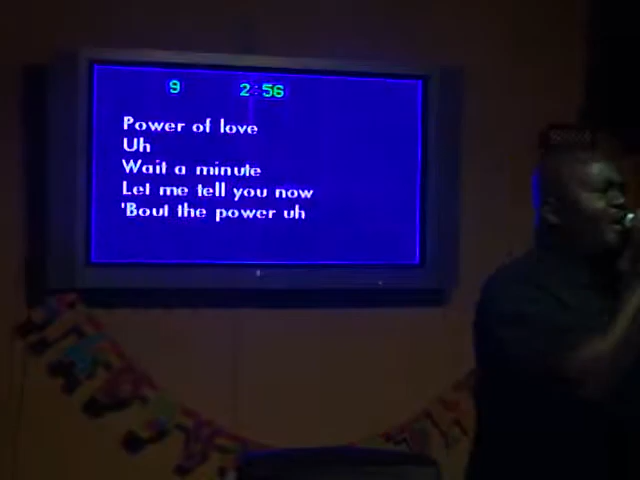 9 2:56
Power of love
Uh
Wait a minute
Let me tell you now
'Bout the power uh